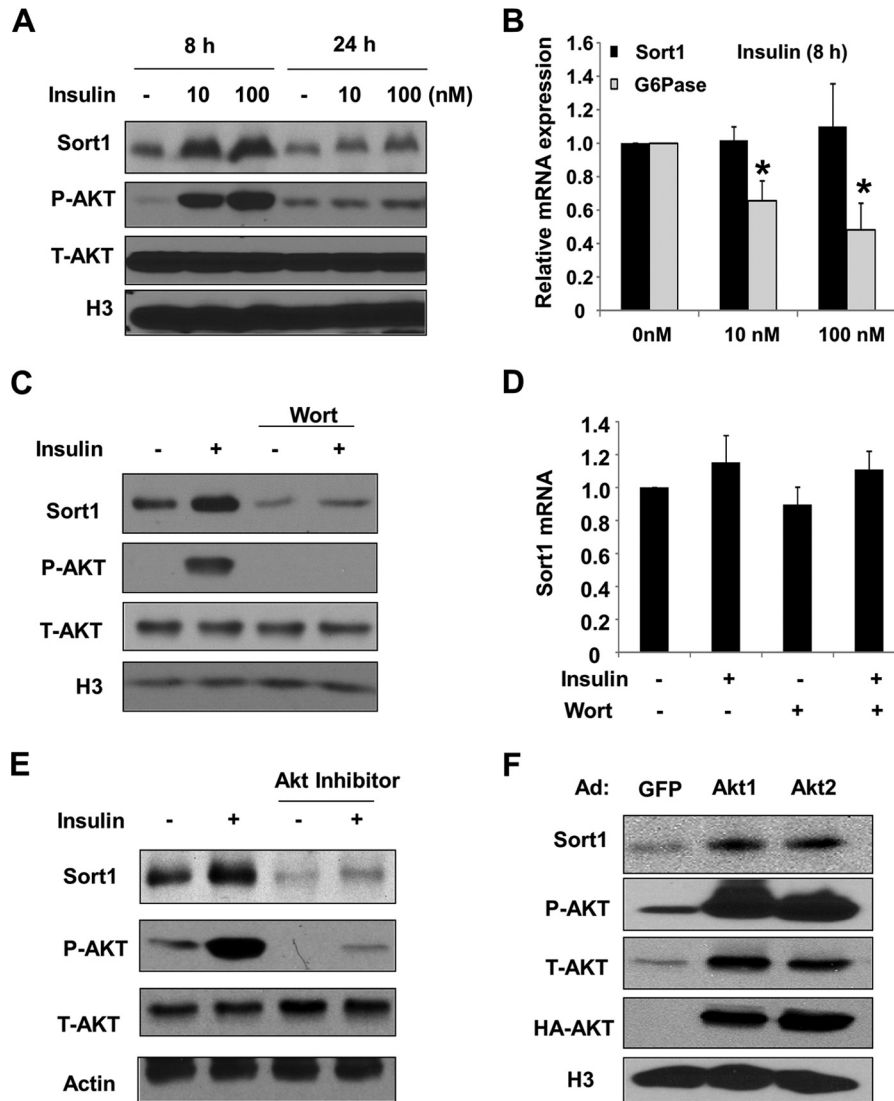 A
8 h 24 h
Insulin - 10 100 - 10 100 (nM)
Sort1
P-AKT
T-AKT
H3
B
Relative mRNA expression
1.6
1.4
1.2
1.0
0.8
0.6
0.4
0.2
0
Sort1
G6Pase
Insulin (8 h)
*
*
0nM 10 nM 100 nM
C
Wort
Insulin - + - +
Sort1
P-AKT
T-AKT
H3
D
Sort1 mRNA
1.4
1.2
1.0
0.8
0.6
0.4
0.2
0
Insulin - + - +
Wort - - + +
E
Akt Inhibitor
Insulin - + - +
Sort1
P-AKT
T-AKT
Actin
F
Ad: GFP Akt1 Akt2
Sort1
P-AKT
T-AKT
HA-AKT
H3